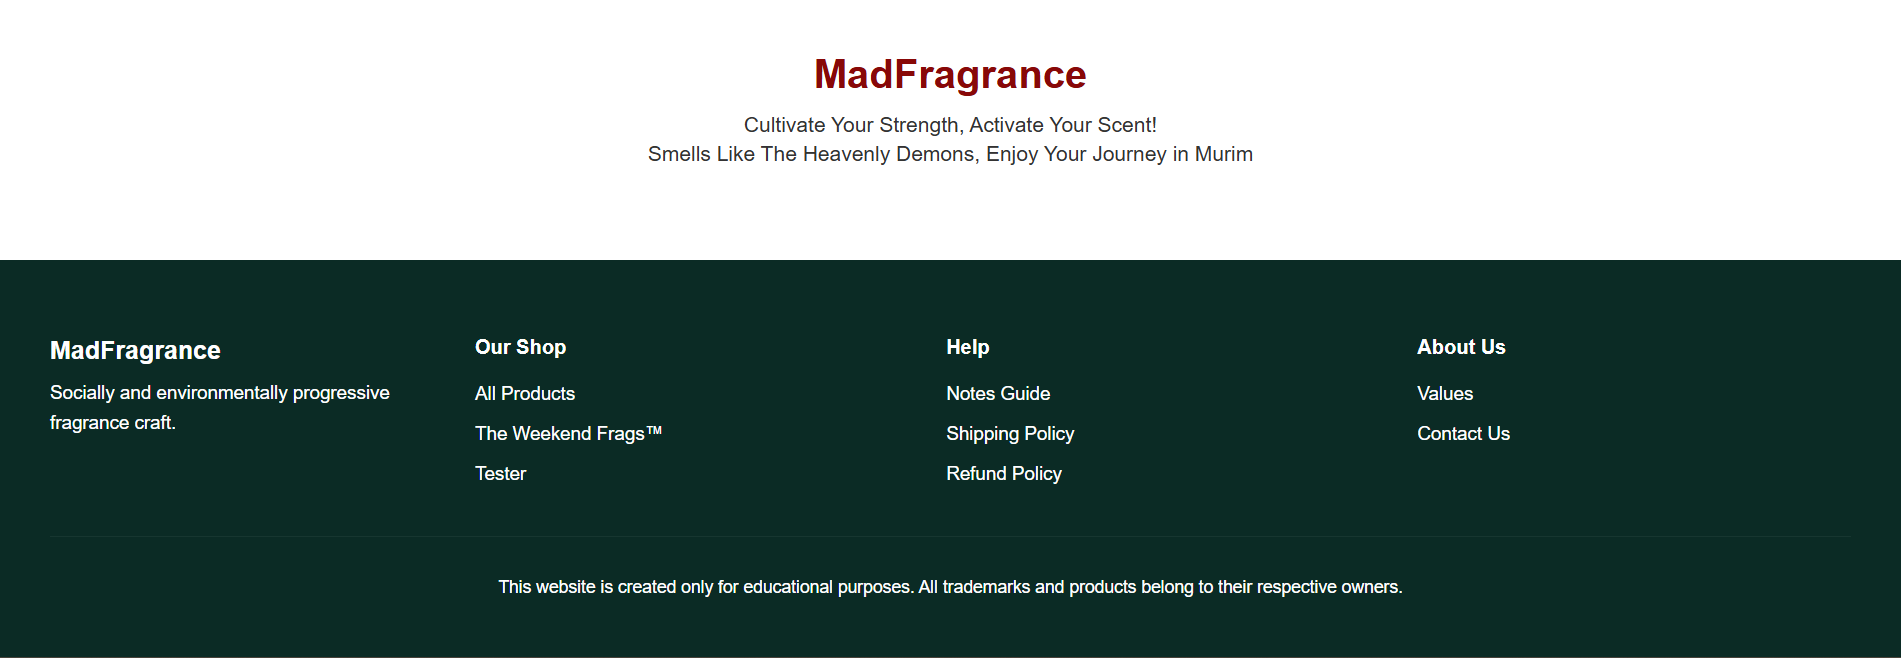 MadFragrance
Cultivate Your Strength, Activate Your Scent!
Smells Like The Heavenly Demons, Enjoy Your Journey in Murim
MadFragrance
Socially and environmentally progressive
fragrance craft.
Our Shop
All Products
The Weekend Frags™
Tester
Help
Notes Guide
Shipping Policy
Refund Policy
About Us
Values
Contact Us
This website is created only for educational purposes. All trademarks and products belong to their respective owners.